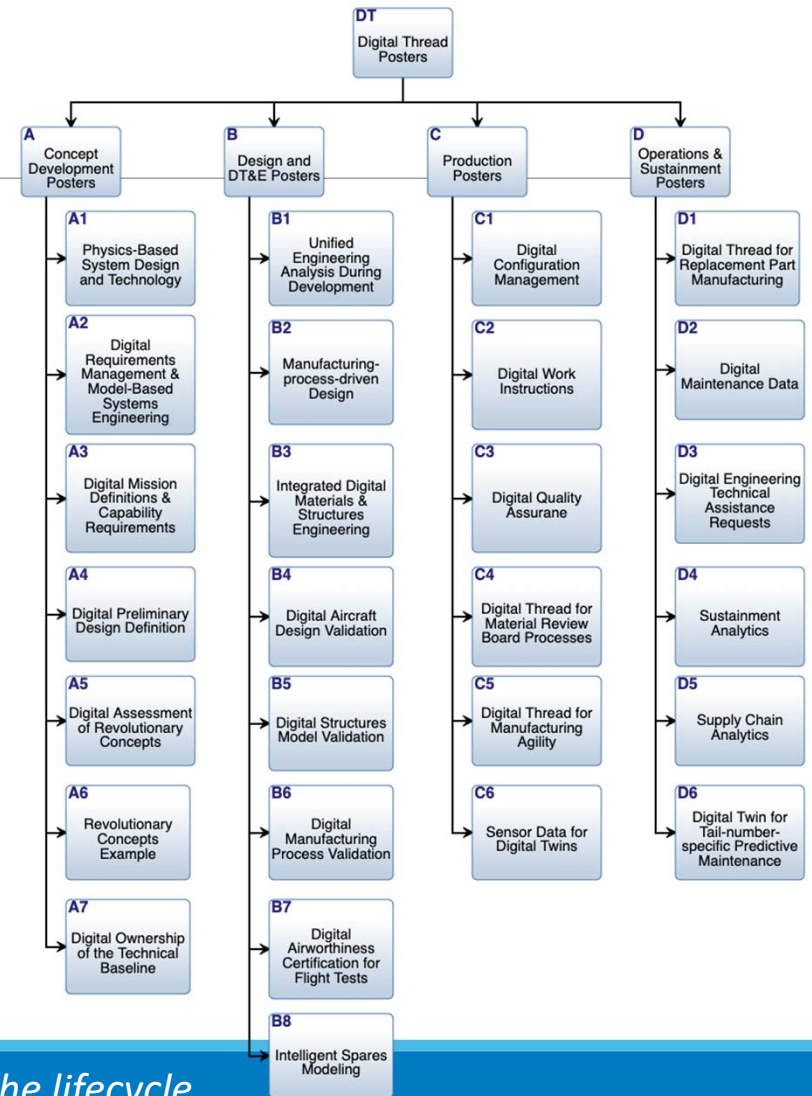 DT
Digital Thread
Posters
A
Concept
Development
Posters
B
Design and
DT&E Posters
C
Production
Posters
D
Operations &
Sustainment
Posters
A1
Physics-Based
System Design
and Technology
A2
Digital
Requirements
Management &
Model-Based
Systems
Engineering
A3
Digital Mission
Definitions &
Capability
Requirements
A4
Digital Preliminary
Design Definition
A5
Digital Assessment
of Revolutionary
Concepts
A6
Revolutionary
Concepts
Example
A7
Digital Ownership
of the Technical
Baseline
B1
Unified
Engineering
Analysis During
Development
B2
Manufacturing-
process-driven
Design
B3
Integrated Digital
Materials &
Structures
Engineering
B4
Digital Aircraft
Design Validation
B5
Digital Structures
Model Validation
B6
Digital
Manufacturing
Process Validation
B7
Digital
Airworthiness
Certification for
Flight Tests
B8
Intelligent Spares
Modeling
C1
Digital
Configuration
Management
C2
Digital Work
Instructions
C3
Digital Quality
Assurane
C4
Digital Thread for
Material Review
Board Processes
C5
Digital Thread for
Manufacturing
Agility
C6
Sensor Data for
Digital Twins
D1
Digital Thread for
Replacement Part
Manufacturing
D2
Digital
Maintenance Data
D3
Digital Engineering
Technical
Assistance
Requests
D4
Sustainment
Analytics
D5
Supply Chain
Analytics
D6
Digital Twin for
Tail-number-
specific Predictive
Maintenance
he lifecycle